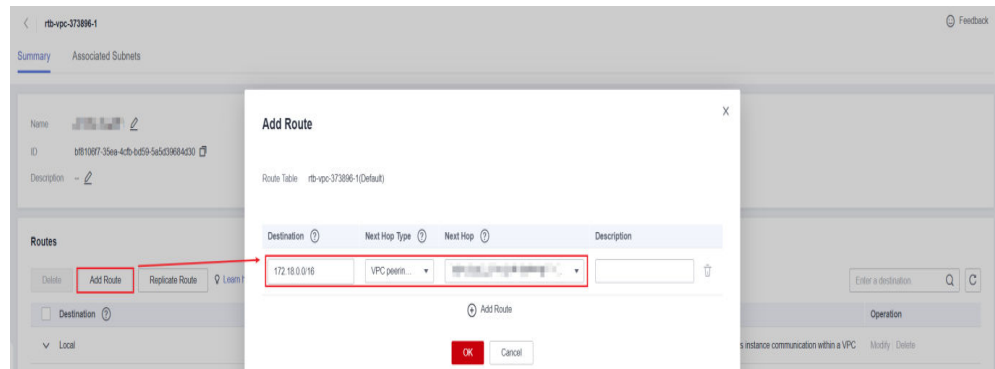 rtb-vpc-373896-1
Feedback
Summary Associated Subnets
Name
ID bf8106f7-35ea-4cfb-bd59-5a5d39684d30
Description --
Add Route X
Route Table rtb-vpc-373896-1(Default)
Destination ? Next Hop Type ? Next Hop ? Description
172.18.0.0/16 VPC peerin...
Add Route
OK Cancel
Routes
Delete Add Route Replicate Route Learn
Enter a destination.
Destination ? Operation
Local s instance communication within a VPC Modify Delete